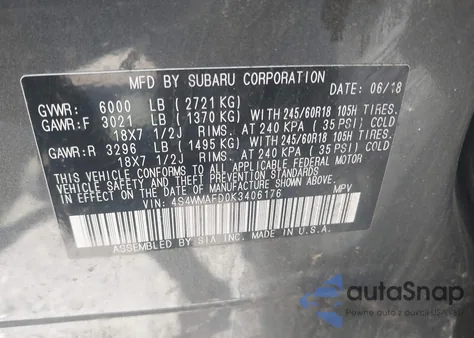 MFD BY SUBARU CORPORATION DATE: 06/18
GVWR: 6000 LB (2721 KG)
GAWR:F 3021 LB (1370 KG) WITH 245/60R18 105H TIRES.
18X7 1/2J RIMS. AT 240 KPA (35 PSI) COLD
GAWR:R 3296 LB (1495 KG) WITH 245/60R18 105H TIRES.
18X7 1/2J RIMS. AT 240 KPA (35 PSI) COLD
THIS VEHICLE CONFORMS TO ALL APPLICABLE FEDERAL MOTOR
VEHICLE SAFETY STANDARDS IN EFFECT
ON THE DATE OF MANUFACTURE SHOWN ABOVE.
VIN: 4S4WMAFD0K3406176 MPV
ASSEMBLED BY SIA INC. MADE IN U.S.A.
autoSnap
Pewne auto z aukcji USA